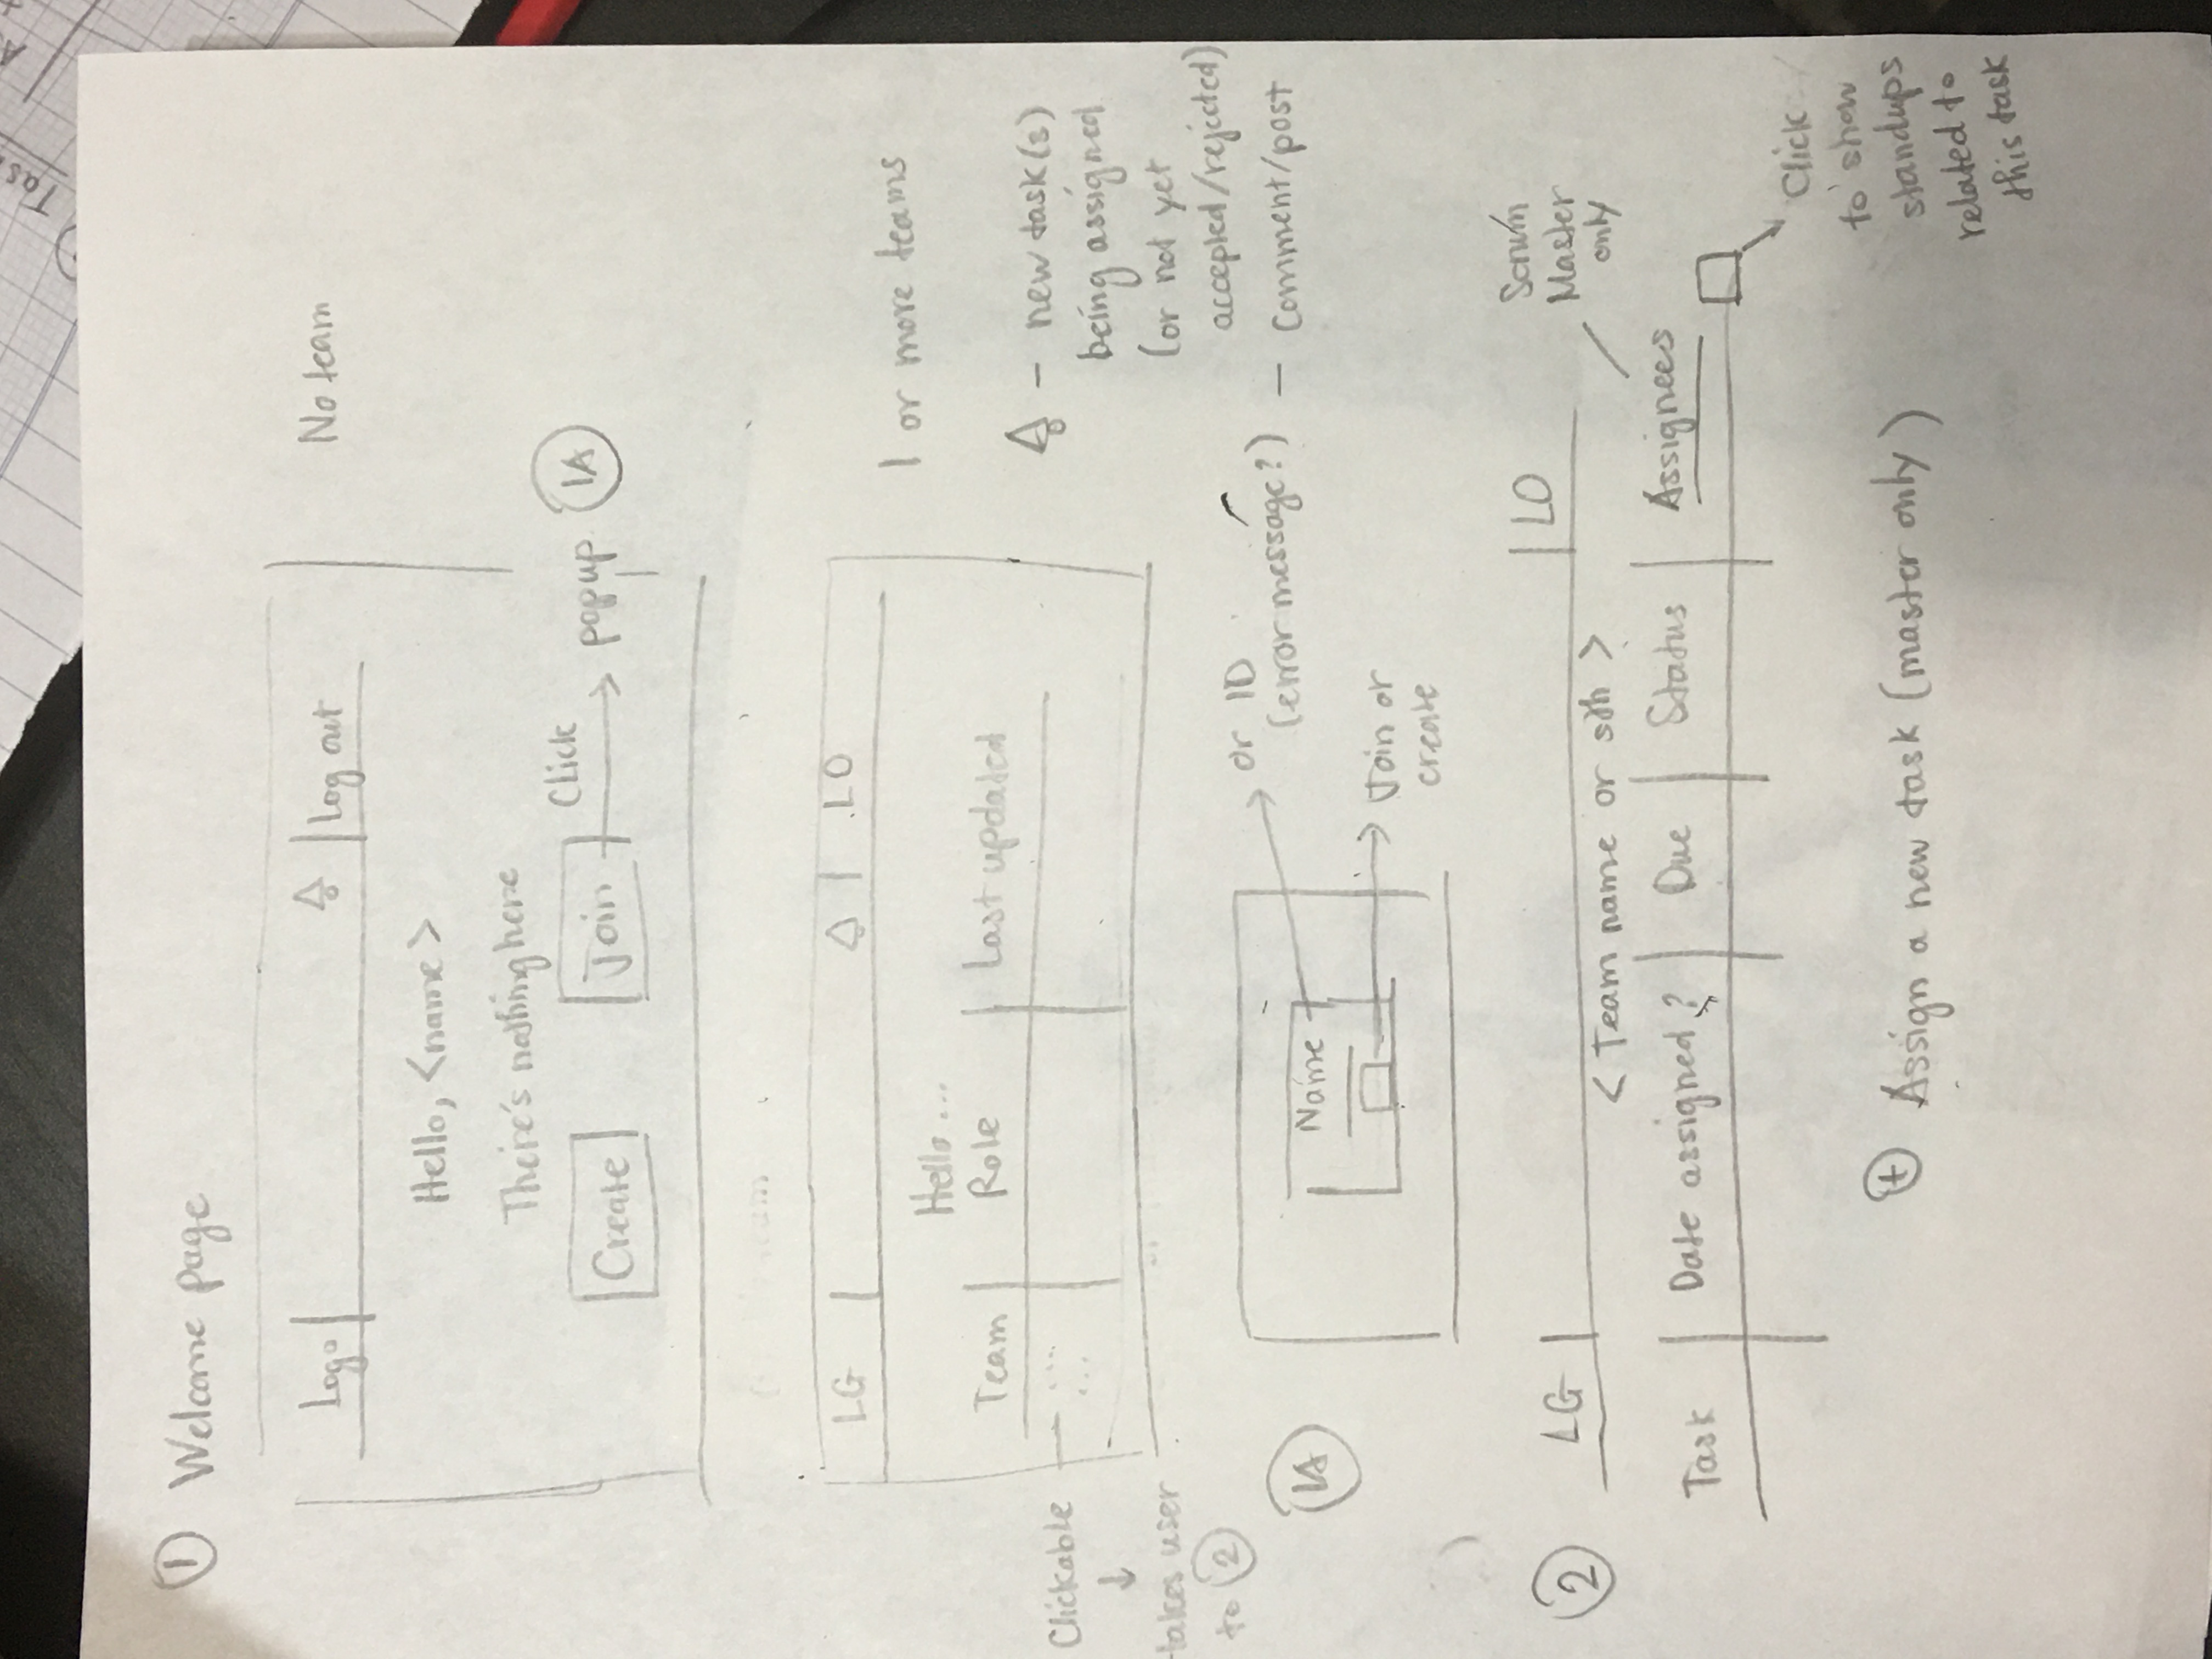 ① Welcome page
Logo
Log out
No team
Hello, <name>
There's nothing here
Create
Join
Click
popup
1A
LG
LO
1 or more teams
Hello ...
Team
Role
Last updated
Clickable
takes user
to ②
- new task(s)
being assigned
(or not yet
accepted/rejected)
- Comment/post
1A
Name
or ID
(error message?)
Join or
create
②
LG
LO
Scrum
Master
only
< Team name or sth >
Task
Date assigned?
Due
Status
Assignees
Click
to show
standups
related to
this task
+ Assign a new task (master only)
Task